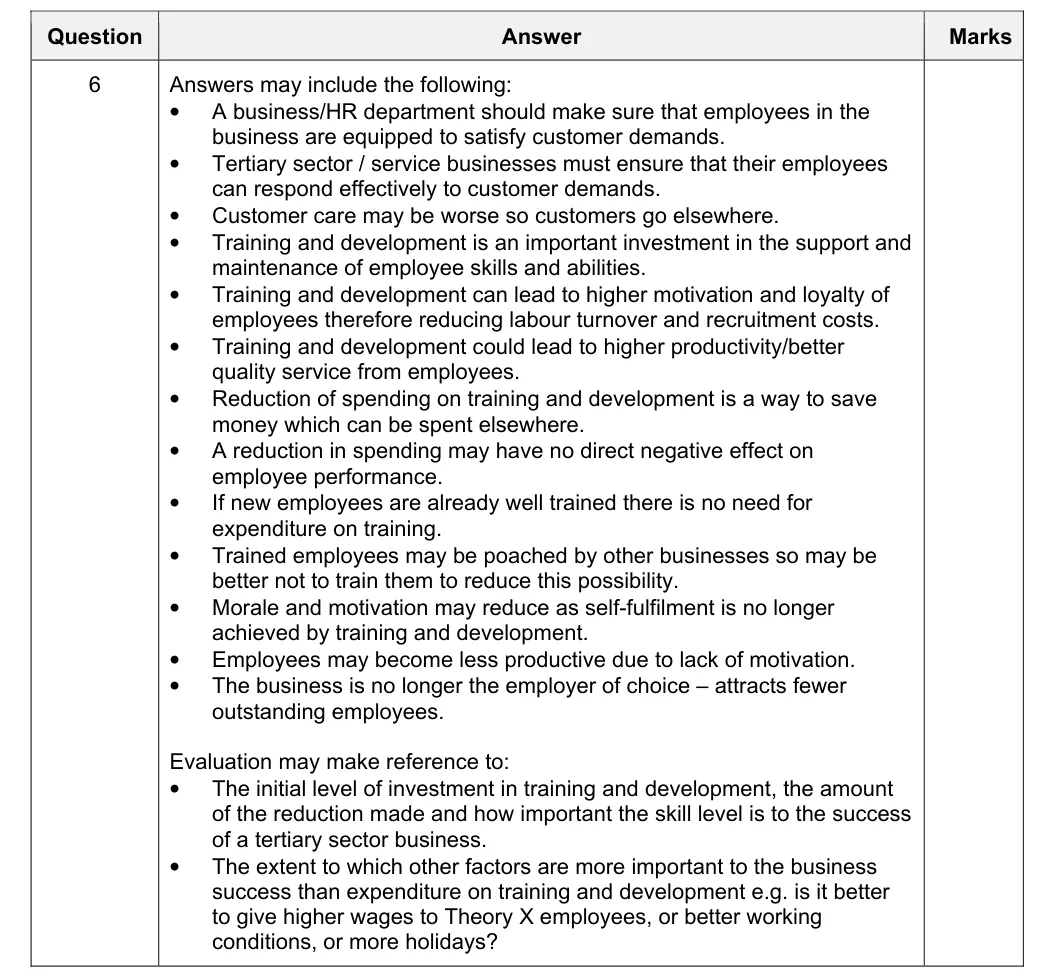 Question Answer Marks
6 Answers may include the following:
• A business/HR department should make sure that employees in the
business are equipped to satisfy customer demands.
• Tertiary sector / service businesses must ensure that their employees
can respond effectively to customer demands.
• Customer care may be worse so customers go elsewhere.
• Training and development is an important investment in the support and
maintenance of employee skills and abilities.
• Training and development can lead to higher motivation and loyalty of
employees therefore reducing labour turnover and recruitment costs.
• Training and development could lead to higher productivity/better
quality service from employees.
• Reduction of spending on training and development is a way to save
money which can be spent elsewhere.
• A reduction in spending may have no direct negative effect on
employee performance.
• If new employees are already well trained there is no need for
expenditure on training.
• Trained employees may be poached by other businesses so may be
better not to train them to reduce this possibility.
• Morale and motivation may reduce as self-fulfilment is no longer
achieved by training and development.
• Employees may become less productive due to lack of motivation.
• The business is no longer the employer of choice – attracts fewer
outstanding employees.
Evaluation may make reference to:
• The initial level of investment in training and development, the amount
of the reduction made and how important the skill level is to the success
of a tertiary sector business.
• The extent to which other factors are more important to the business
success than expenditure on training and development e.g. is it better
to give higher wages to Theory X employees, or better working
conditions, or more holidays?